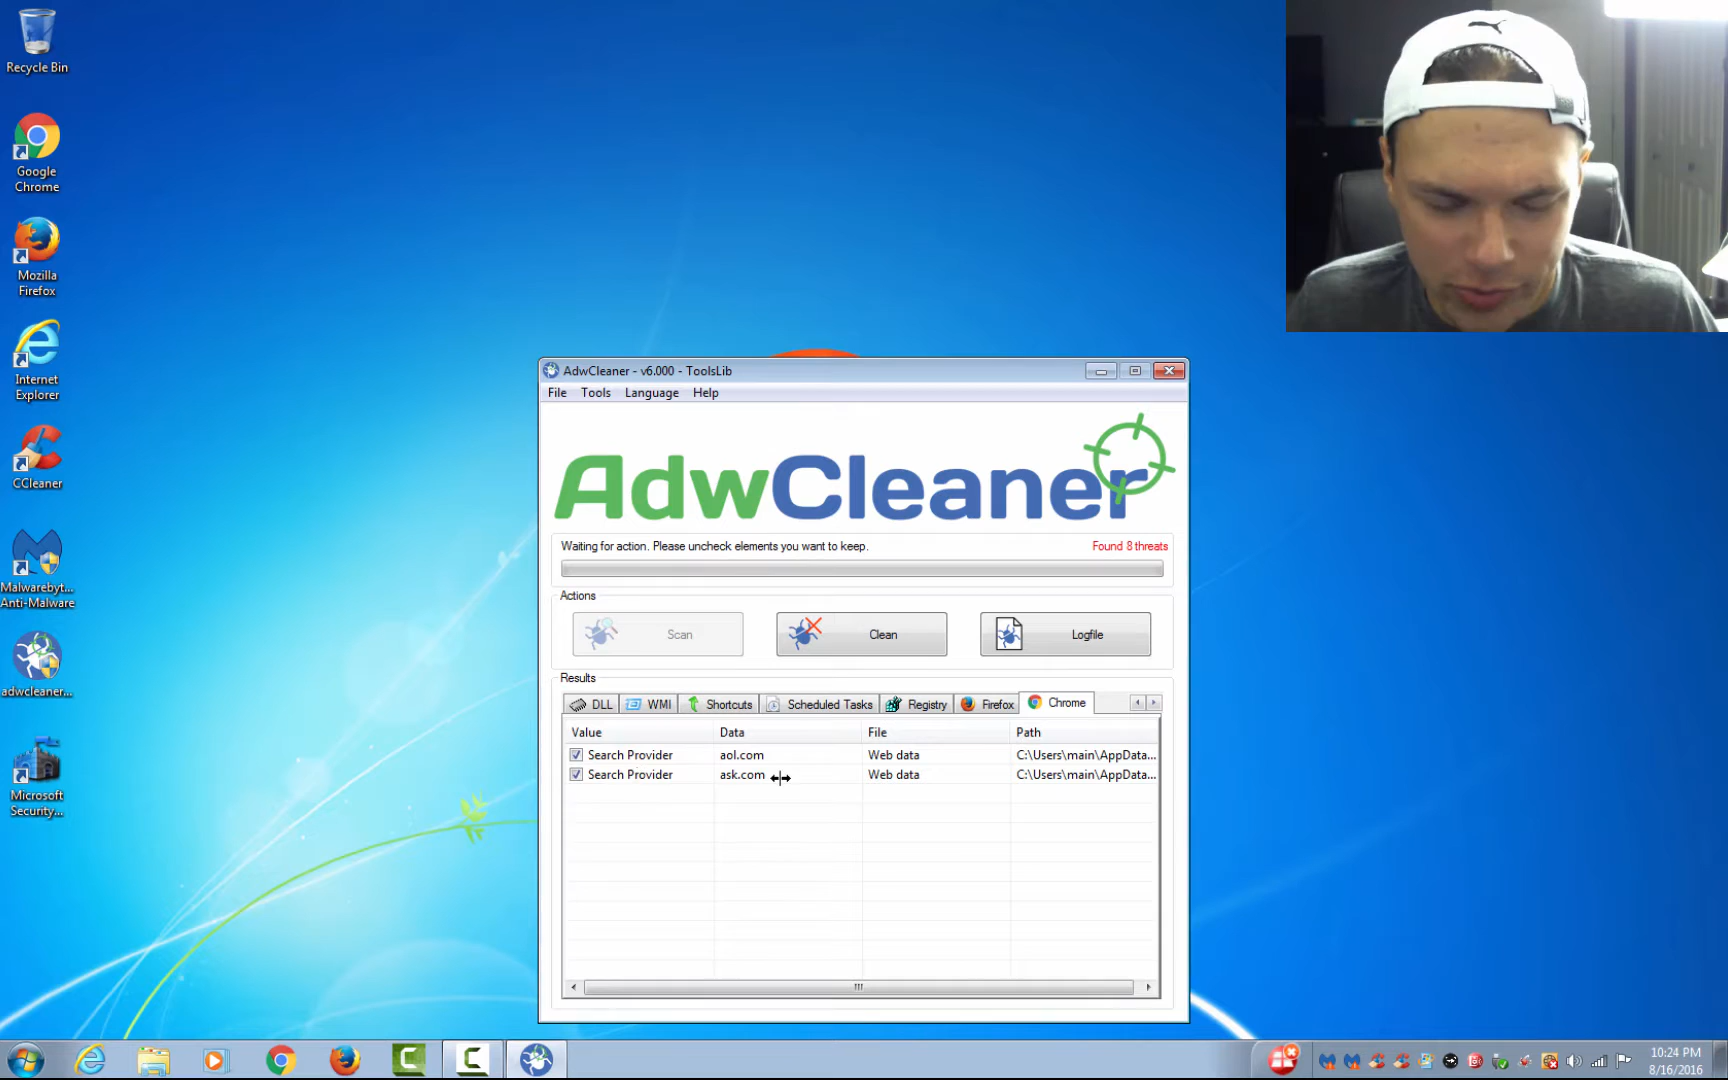 Recycle Bin
Google
Chrome
Mozilla
Firefox
Internet
Explorer
CCleaner
Malwarebyt...
Anti-Malware
adwcleaner...
Microsoft
Security...
AdwCleaner - v6.000 - ToolsLib
File Tools Language Help
AdwCleaner
Waiting for action. Please uncheck elements you want to keep. Found 8 threats
Actions
Scan Clean Logfile
Results
DLL WMI Shortcuts Scheduled Tasks Registry Firefox Chrome
Value Data File Path
Search Provider aol.com Web data C:\Users\main\AppData...
Search Provider ask.com Web data C:\Users\main\AppData...
10:24 PM
8/16/2016